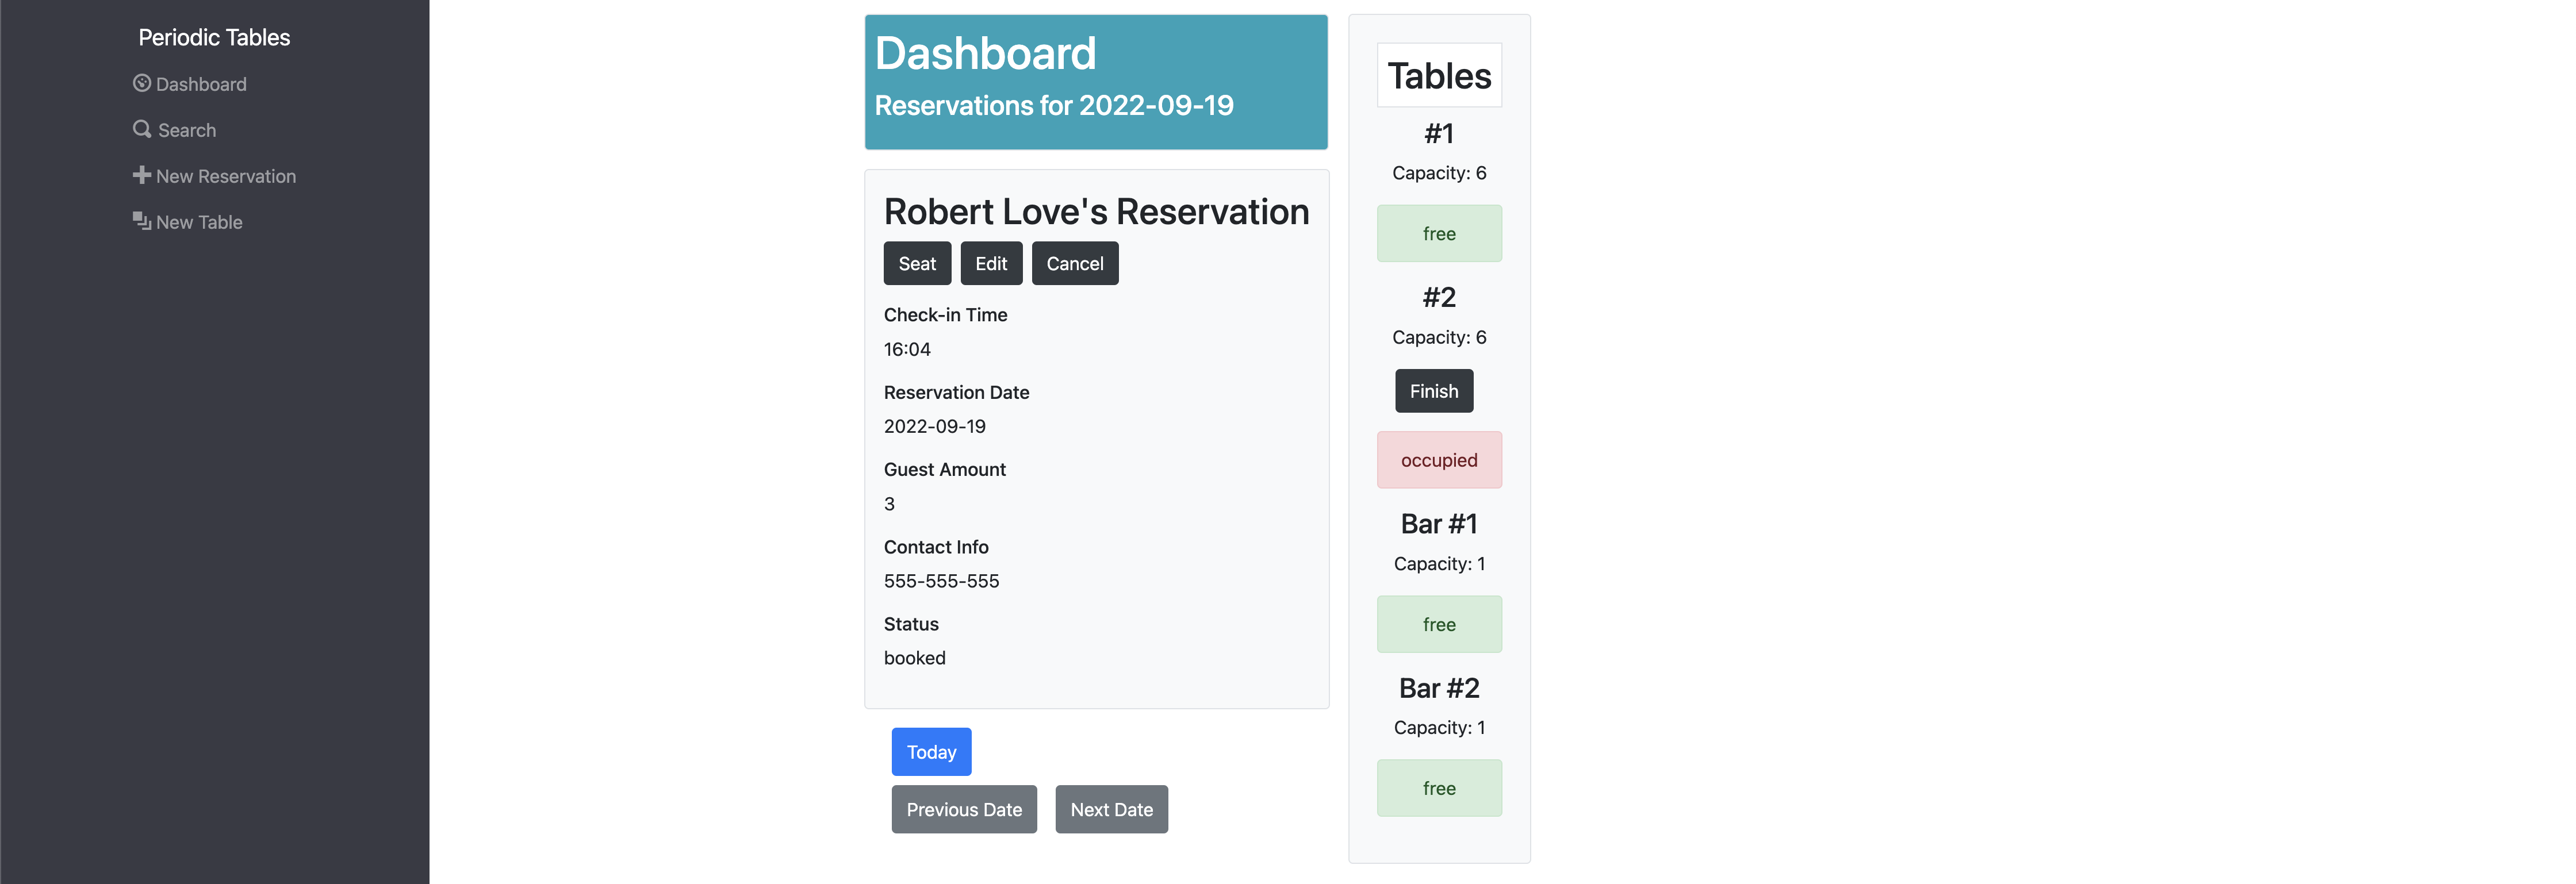 Periodic Tables
Dashboard
Search
New Reservation
New Table
Dashboard
Reservations for 2022-09-19
Robert Love's Reservation
Seat Edit Cancel
Check-in Time
16:04
Reservation Date
2022-09-19
Guest Amount
3
Contact Info
555-555-555
Status
booked
Today
Previous Date Next Date
Tables
#1
Capacity: 6
free
#2
Capacity: 6
Finish
occupied
Bar #1
Capacity: 1
free
Bar #2
Capacity: 1
free